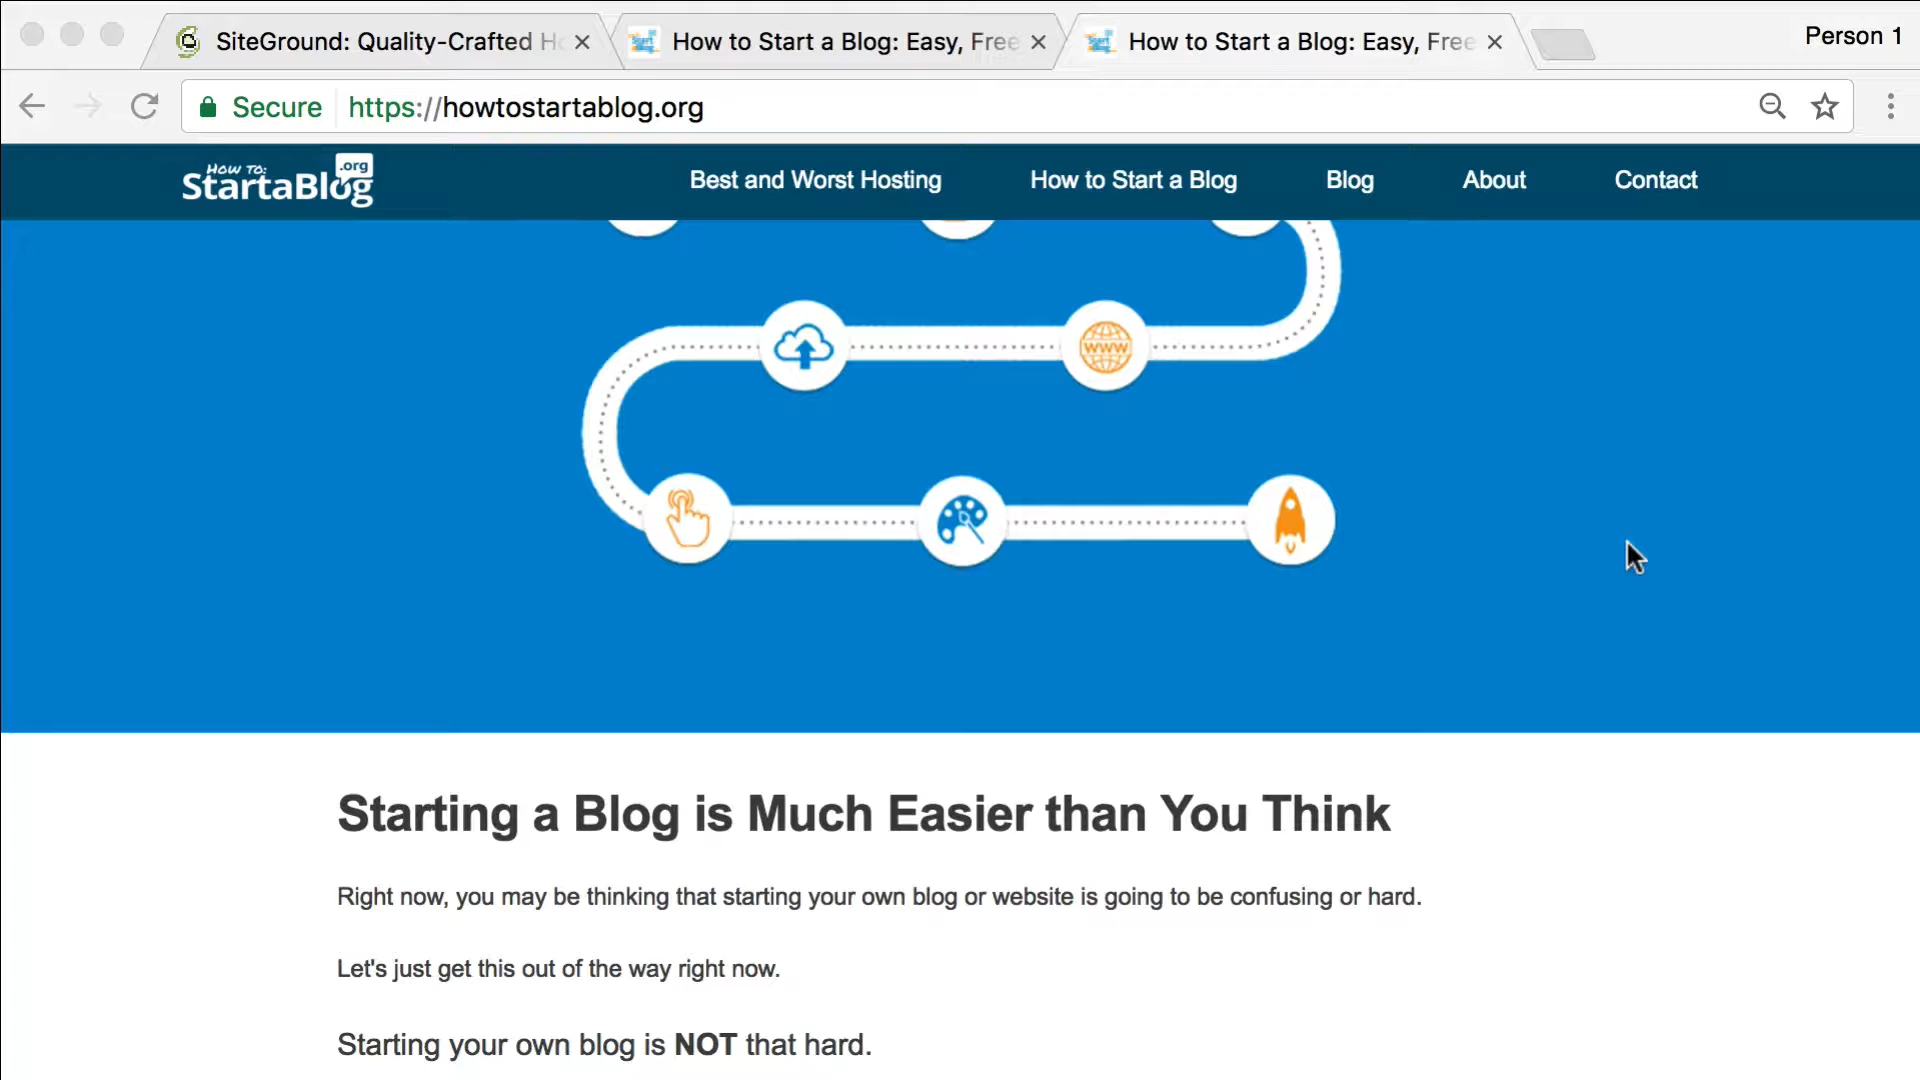 SiteGround: Quality-Crafted H
How to Start a Blog: Easy, Free
How to Start a Blog: Easy, Free
Person 1
Secure
https://howtostartablog.org
HOW TO:
StartaBlog
.org
Best and Worst Hosting
How to Start a Blog
Blog
About
Contact
WWW
Starting a Blog is Much Easier than You Think
Right now, you may be thinking that starting your own blog or website is going to be confusing or hard.
Let's just get this out of the way right now.
Starting your own blog is NOT that hard.